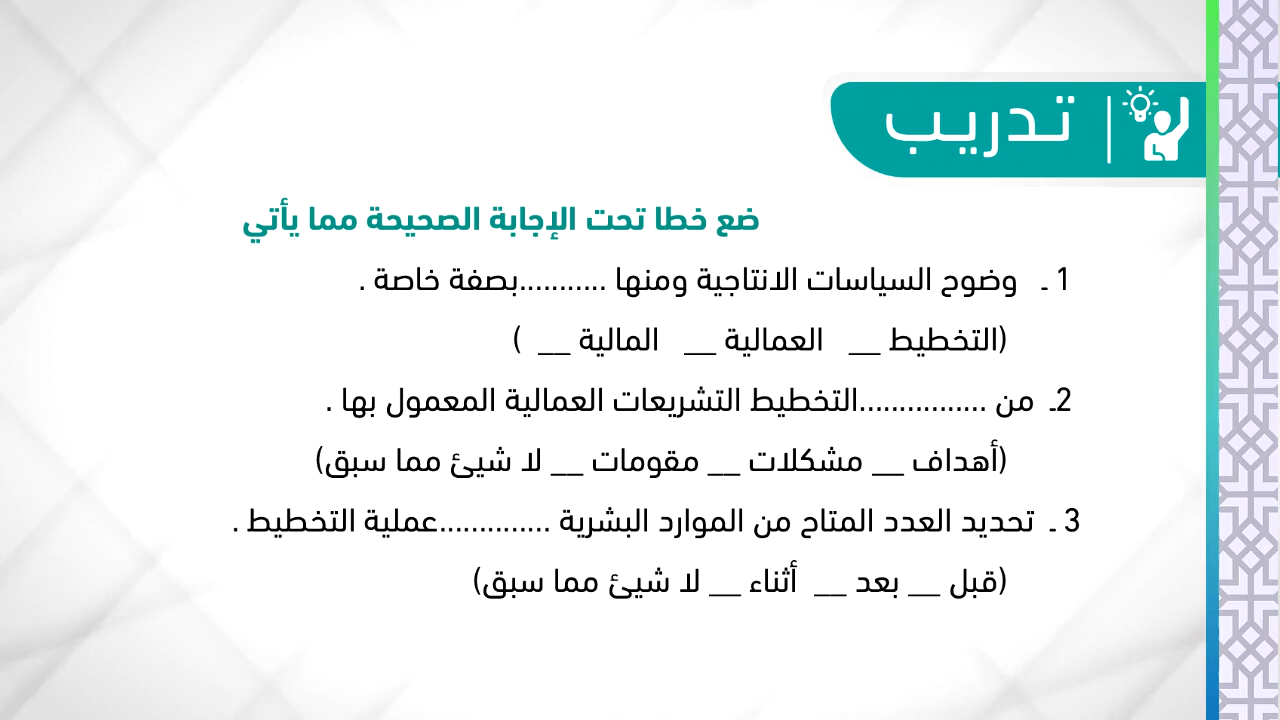 تدريب
ضع خطا تحت الإجابة الصحيحة مما يأتي
1 ـ وضوح السياسات الانتاجية ومنها ...........بصفة خاصة .
(التخطيط __ العمالية __ المالية __ )
2ـ من ................التخطيط التشريعات العمالية المعمول بها .
(أهداف __ مشكلات __ مقومات __ لا شيئ مما سبق)
3 ـ تحديد العدد المتاح من الموارد البشرية ..............عملية التخطيط .
(قبل __ بعد __ أثناء __ لا شيئ مما سبق)